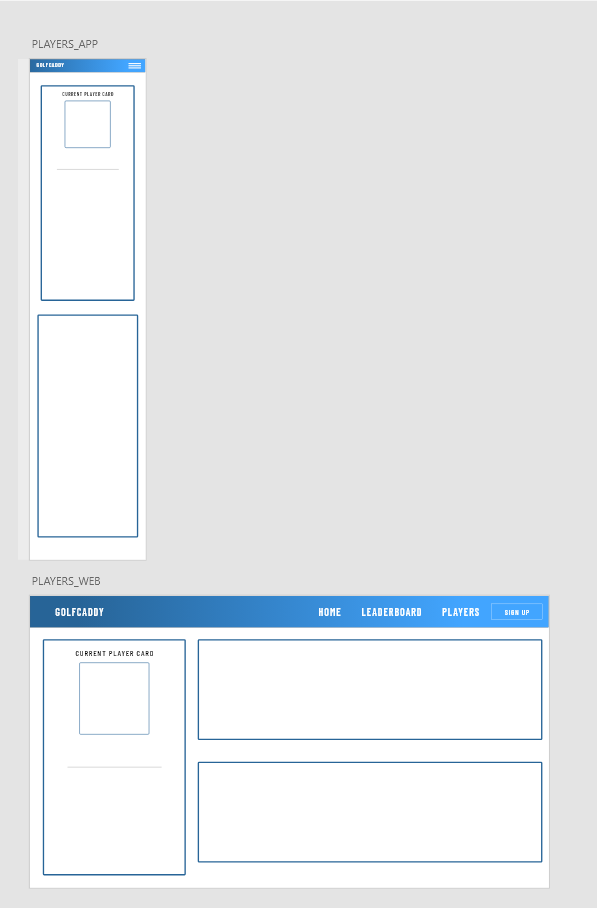 PLAYERS_APP
GOLFCADDY
CURRENT PLAYER CARD
PLAYERS_WEB
GOLFCADDY HOME LEADERBOARD PLAYERS SIGN UP
CURRENT PLAYER CARD